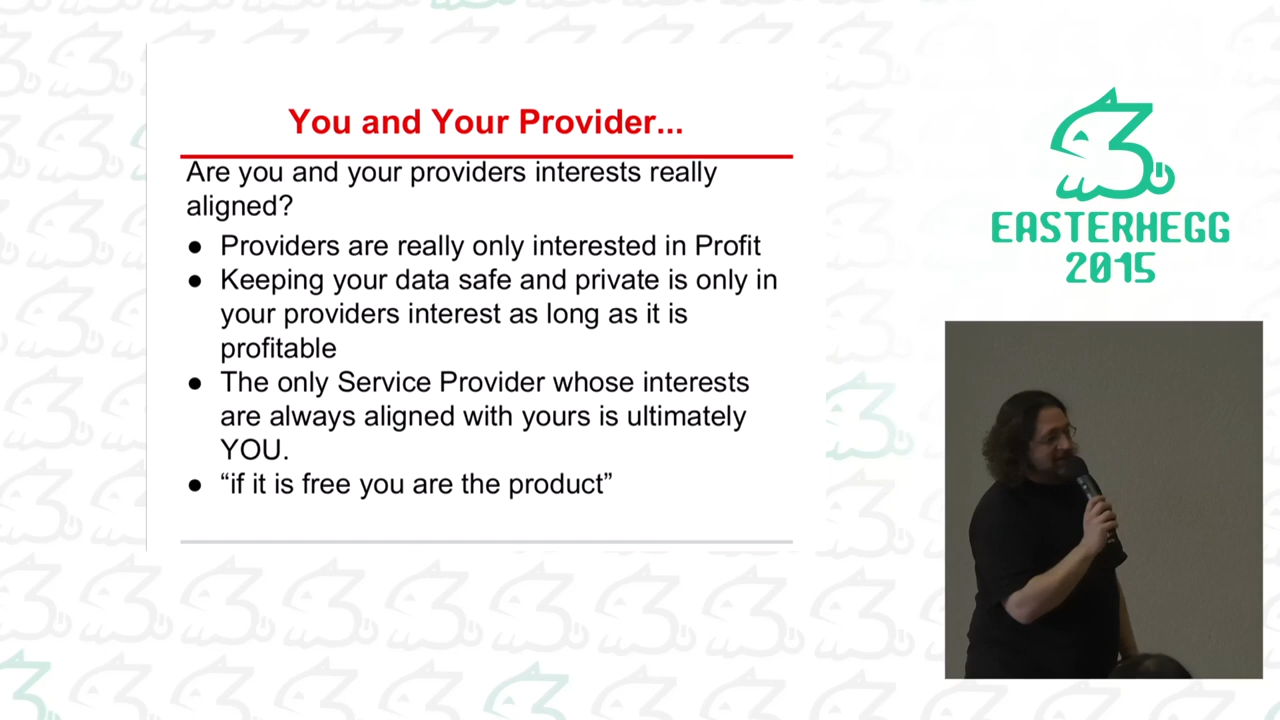 You and Your Provider...
Are you and your providers interests really
aligned?
● Providers are really only interested in Profit
● Keeping your data safe and private is only in
your providers interest as long as it is
profitable
● The only Service Provider whose interests
are always aligned with yours is ultimately
YOU.
● “if it is free you are the product”
EASTERHEGG
2015